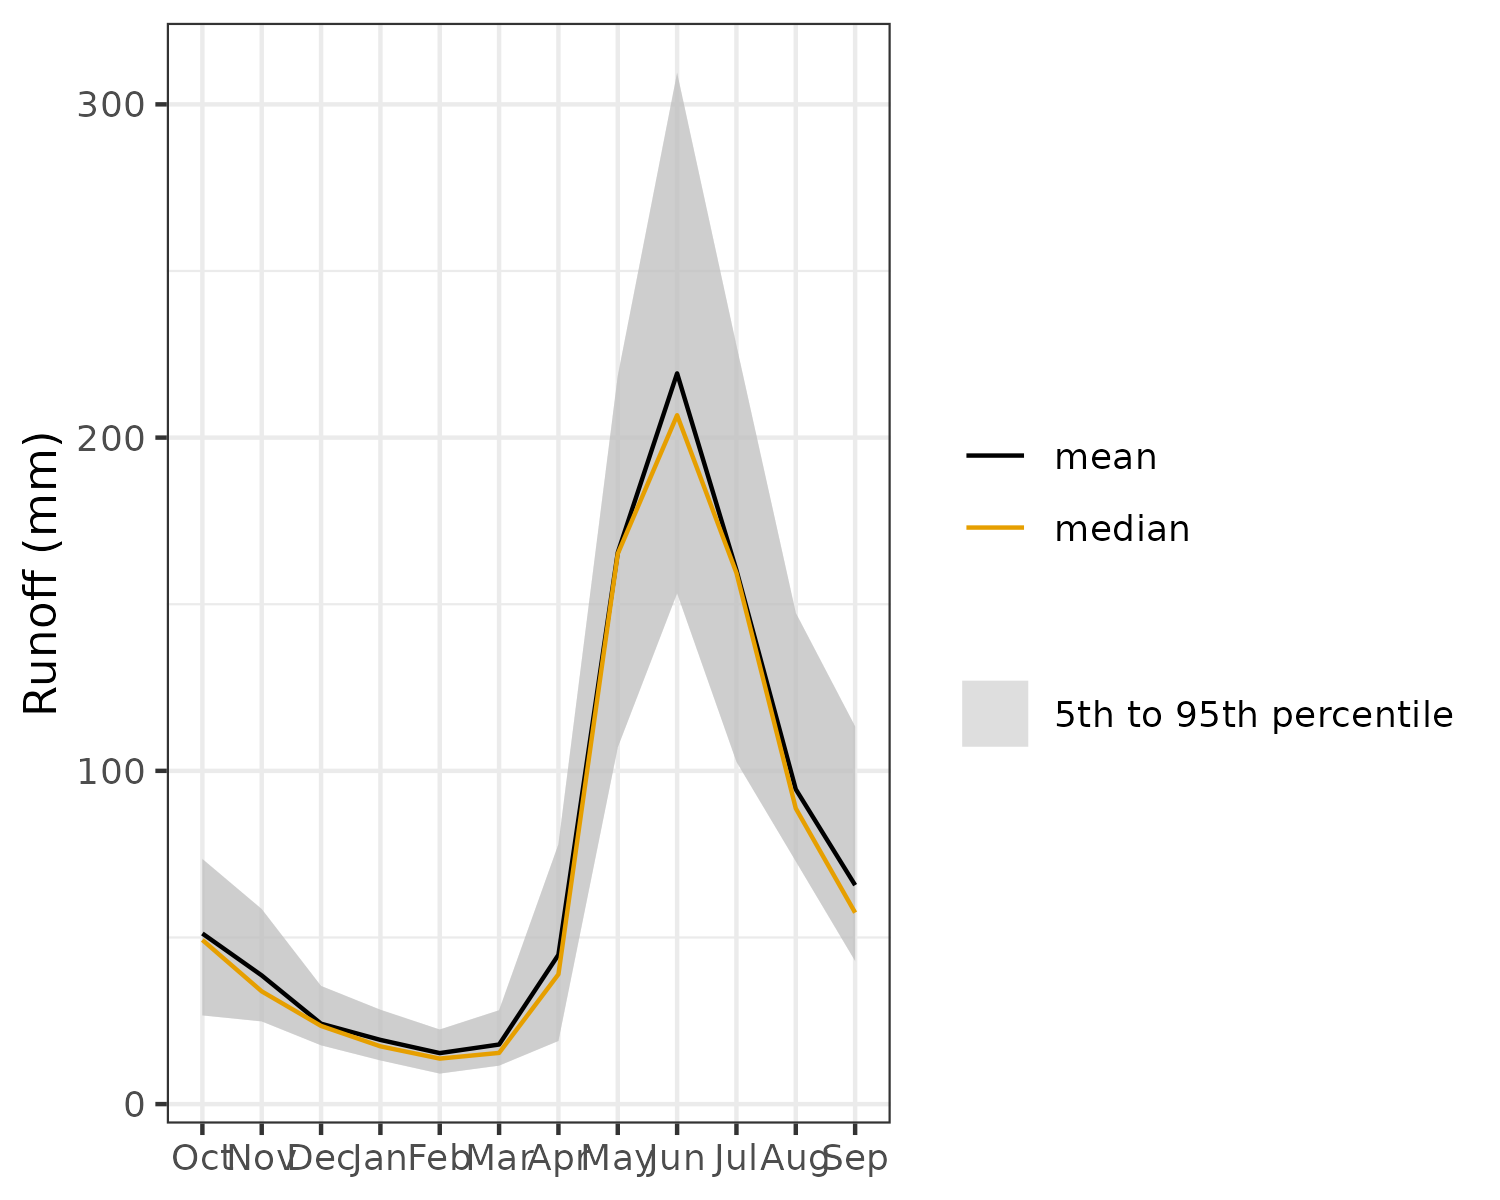 300
200
100
0
Runoff (mm)
Oct Nov Dec Jan Feb Mar Apr May Jun Jul Aug Sep
mean
median
5th to 95th percentile